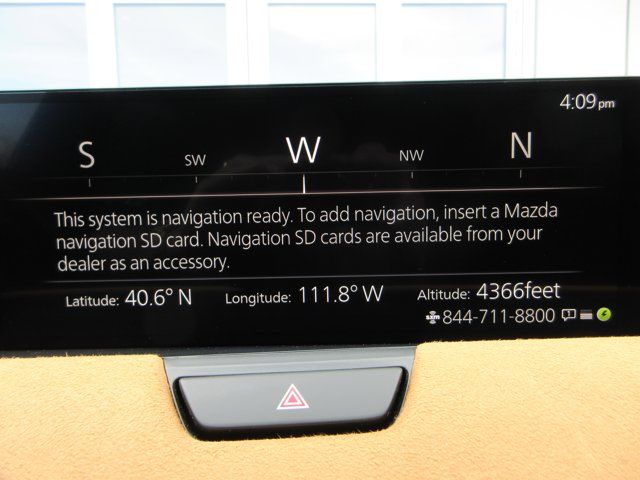 4:09pm
S SW W NW N
This system is navigation ready. To add navigation, insert a Mazda
navigation SD card. Navigation SD cards are available from your
dealer as an accessory.
Latitude: 40.6° N Longitude: 111.8° W Altitude: 4366feet
sxm 844-711-8800